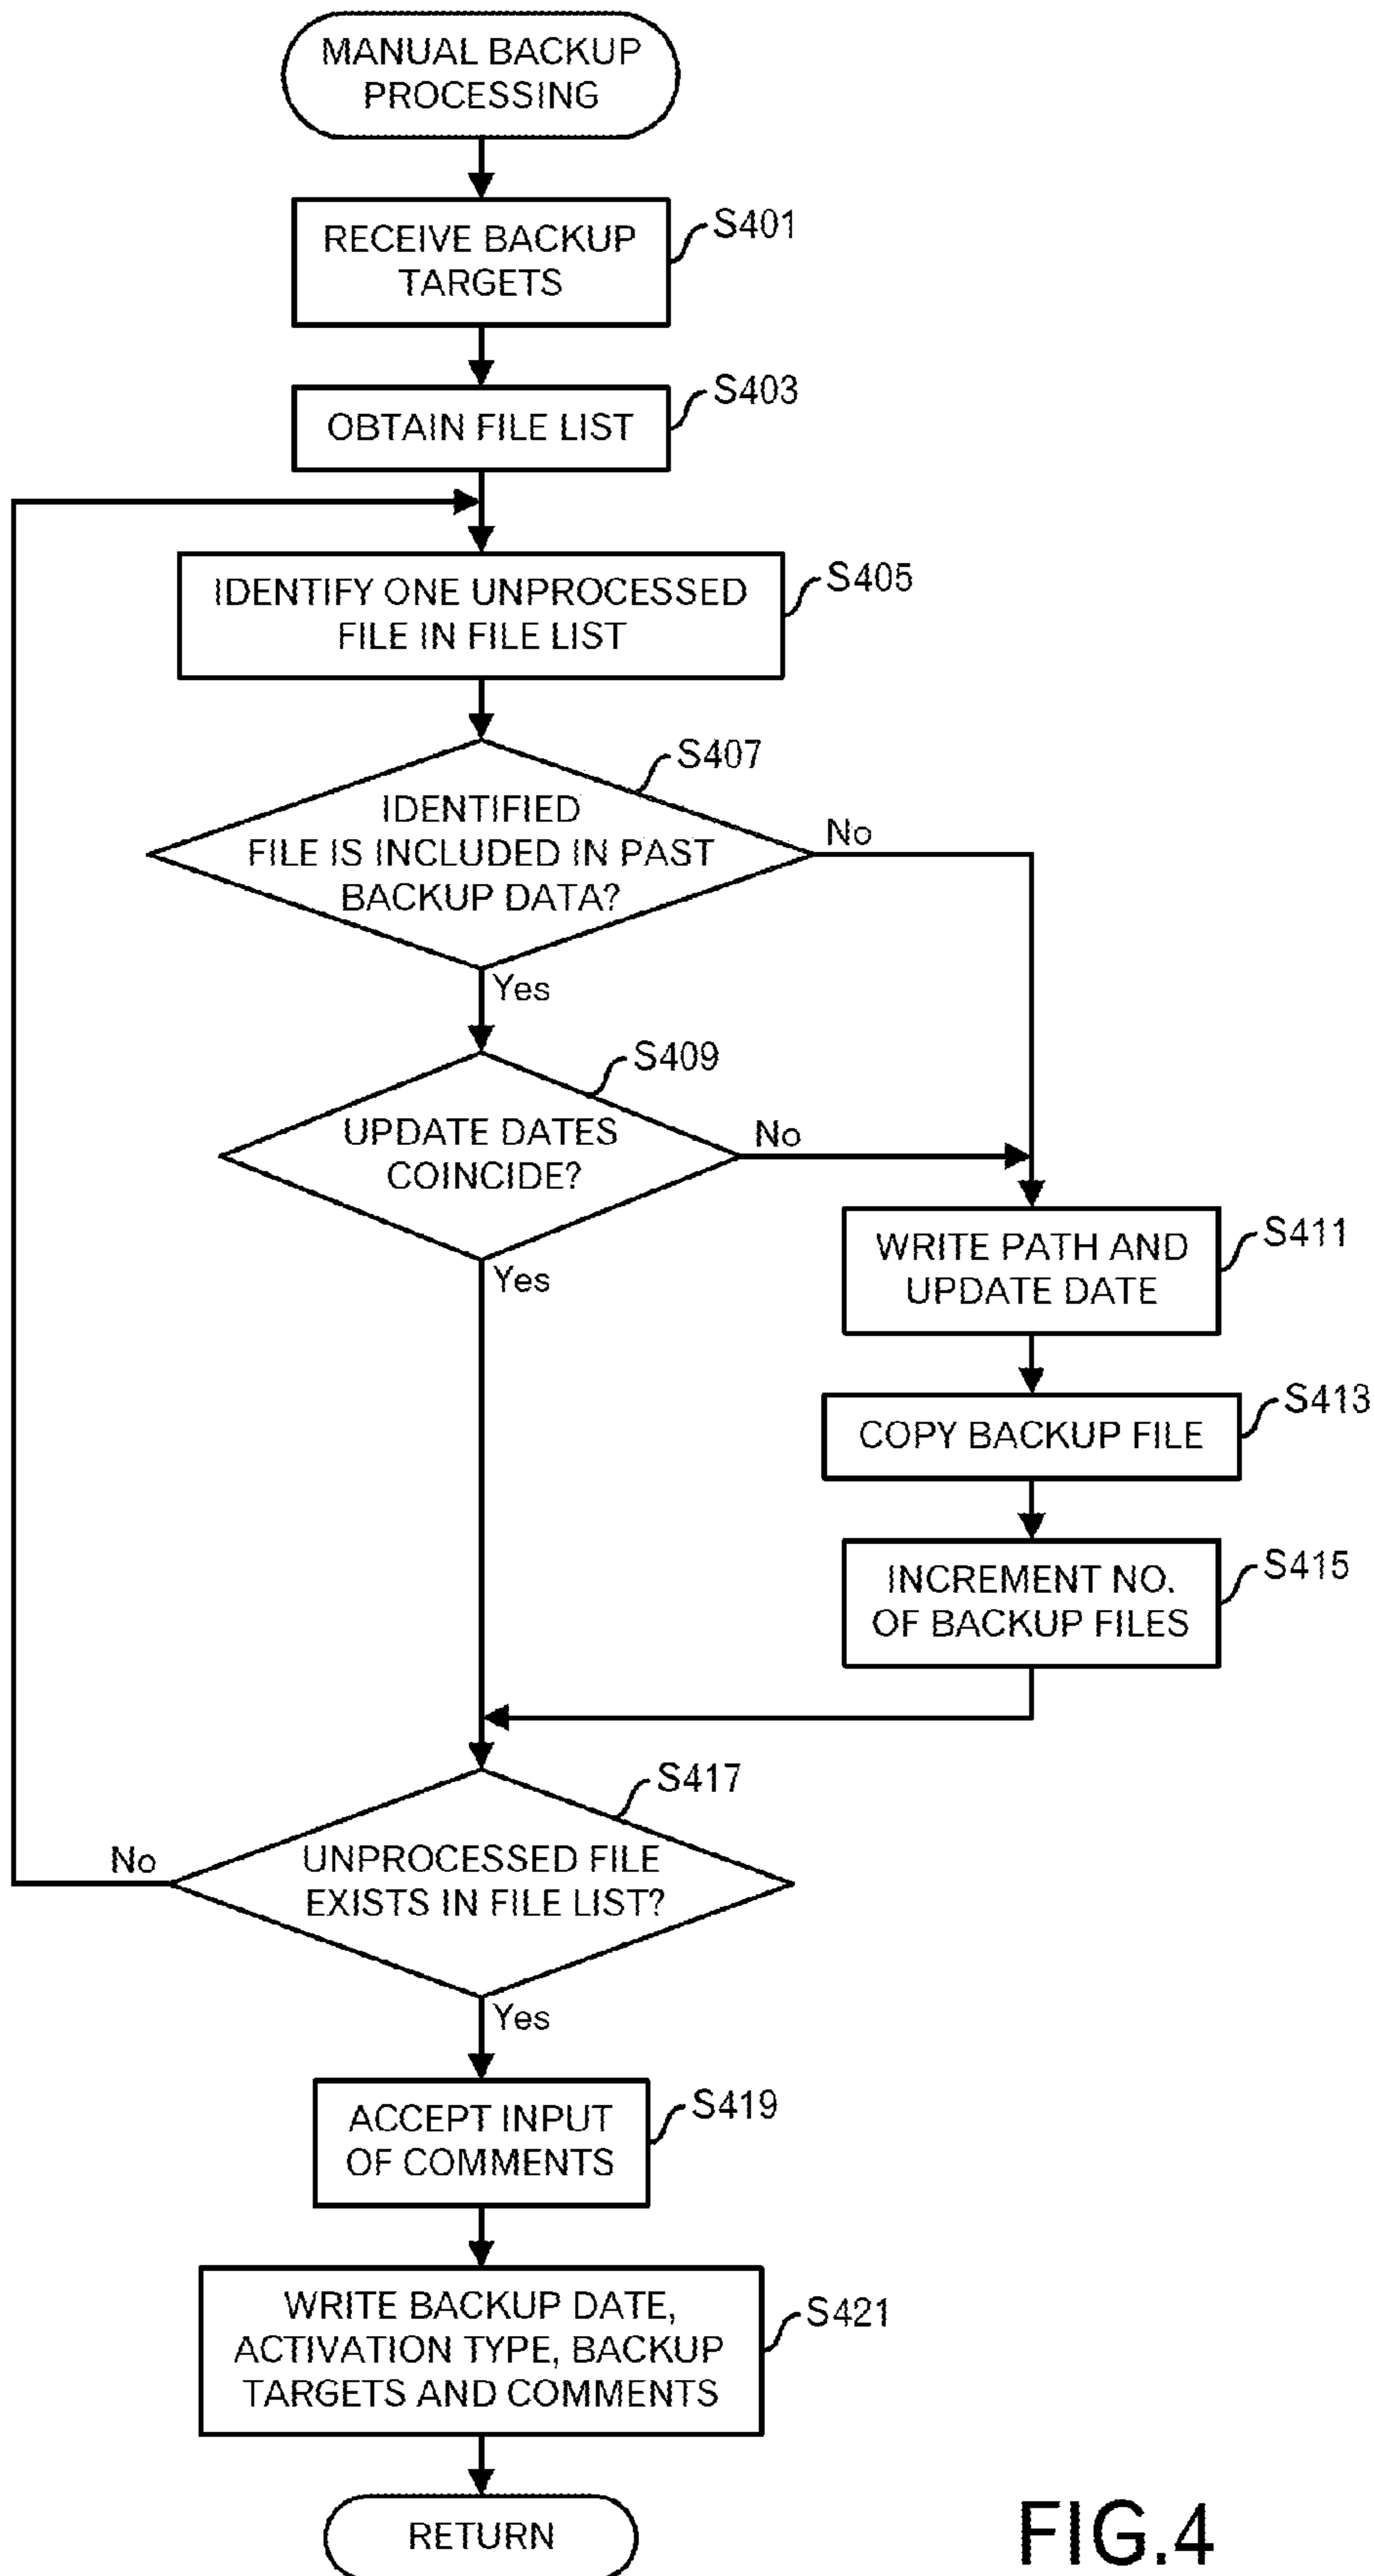 MANUAL BACKUP
PROCESSING
RECEIVE BACKUP
TARGETS
S401
OBTAIN FILE LIST
S403
IDENTIFY ONE UNPROCESSED
FILE IN FILE LIST
S405
IDENTIFIED
FILE IS INCLUDED IN PAST
BACKUP DATA?
S407
No
Yes
UPDATE DATES
COINCIDE?
S409
No
Yes
WRITE PATH AND
UPDATE DATE
S411
COPY BACKUP FILE
S413
INCREMENT NO.
OF BACKUP FILES
S415
UNPROCESSED FILE
EXISTS IN FILE LIST?
S417
No
Yes
ACCEPT INPUT
OF COMMENTS
S419
WRITE BACKUP DATE,
ACTIVATION TYPE, BACKUP
TARGETS AND COMMENTS
S421
RETURN
FIG.4